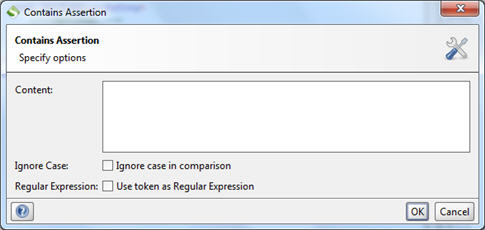 Contains Assertion
Contains Assertion
Specify options
Content:
Ignore Case: Ignore case in comparison
Regular Expression: Use token as Regular Expression
OK Cancel